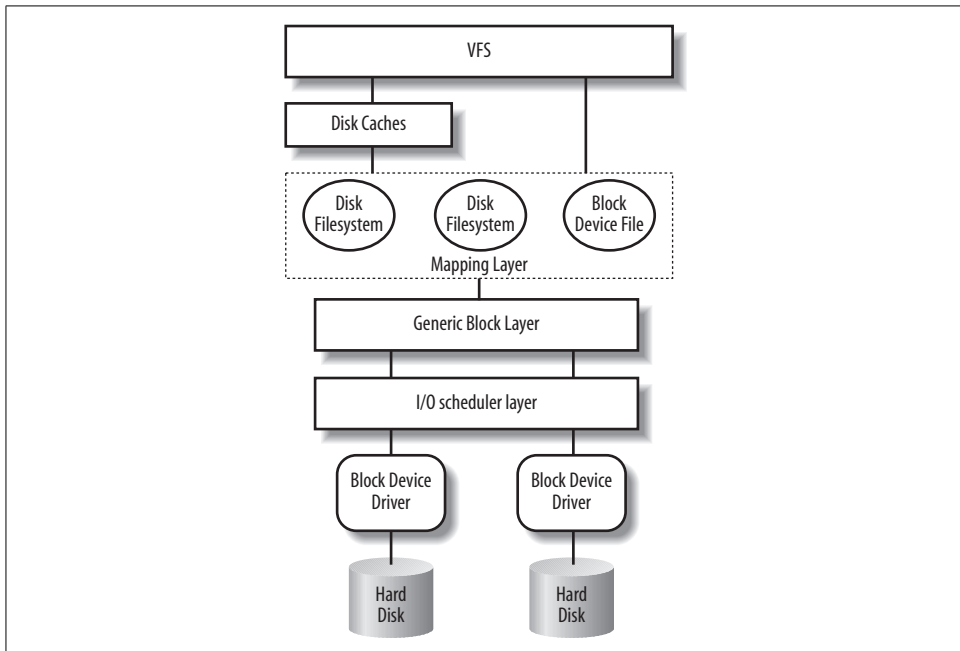 VFS
Disk Caches
Disk
Filesystem
Disk
Filesystem
Block
Device File
Mapping Layer
Generic Block Layer
I/O scheduler layer
Block Device
Driver
Block Device
Driver
Hard
Disk
Hard
Disk